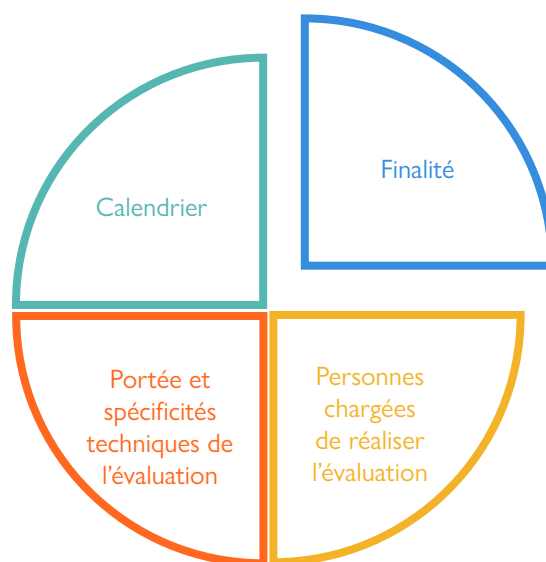 Finalité
Calendrier
Portée et
spécificités
techniques de
l'évaluation
Personnes
chargées
de réaliser
l'évaluation